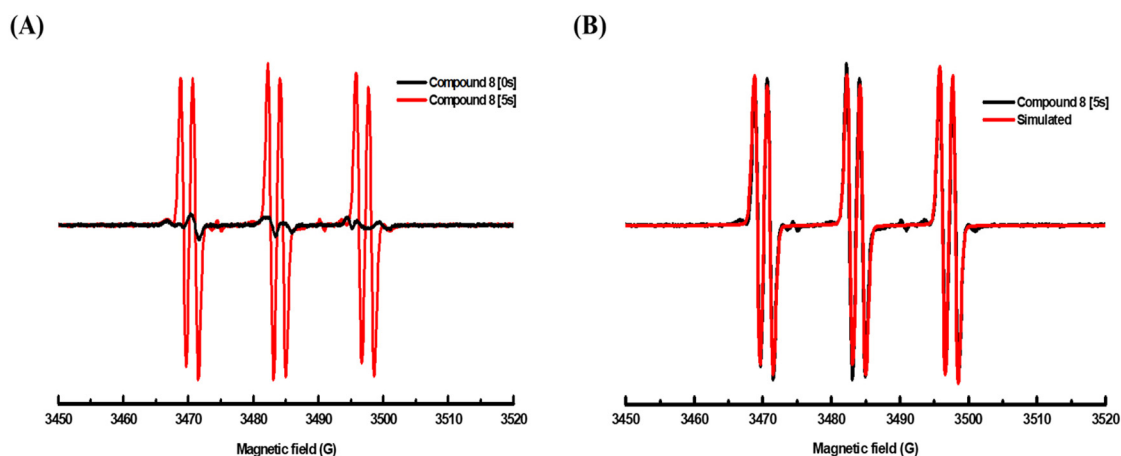 (A)
Compound 8 [0s]
Compound 8 [5s]
3450 3460 3470 3480 3490 3500 3510 3520
Magnetic field (G)
(B)
Compound 8 [5s]
Simulated
3450 3460 3470 3480 3490 3500 3510 3520
Magnetic field (G)